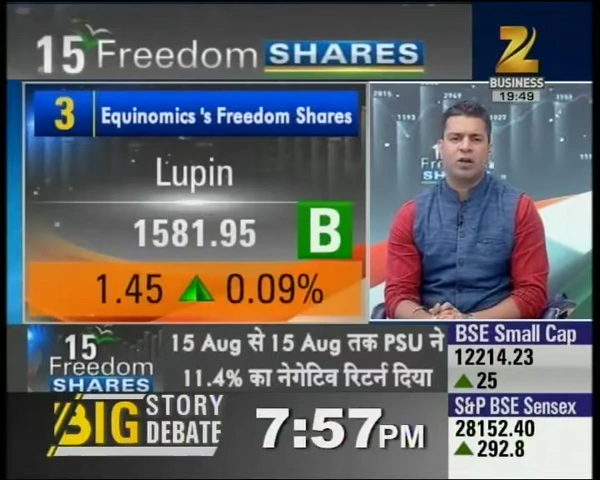 15 Freedom SHARES
Z
BUSINESS
19:49
3 Equinomics's Freedom Shares
Lupin
1581.95 B
1.45 0.09%
15
Freedom
SHARES
15 Aug से 15 Aug तक PSU ने
11.4% का नेगेटिव रिटर्न दिया
BSE Small Cap
12214.23
25
S&P BSE Sensex
28152.40
292.8
BIG STORY
DEBATE
7:57PM